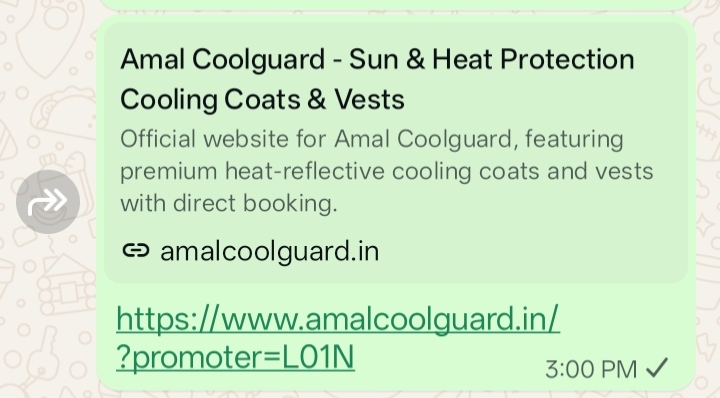 Amal Coolguard - Sun & Heat Protection
Cooling Coats & Vests
Official website for Amal Coolguard, featuring
premium heat-reflective cooling coats and vests
with direct booking.
amalcoolguard.in
https://www.amalcoolguard.in/
?promoter=L01N
3:00 PM